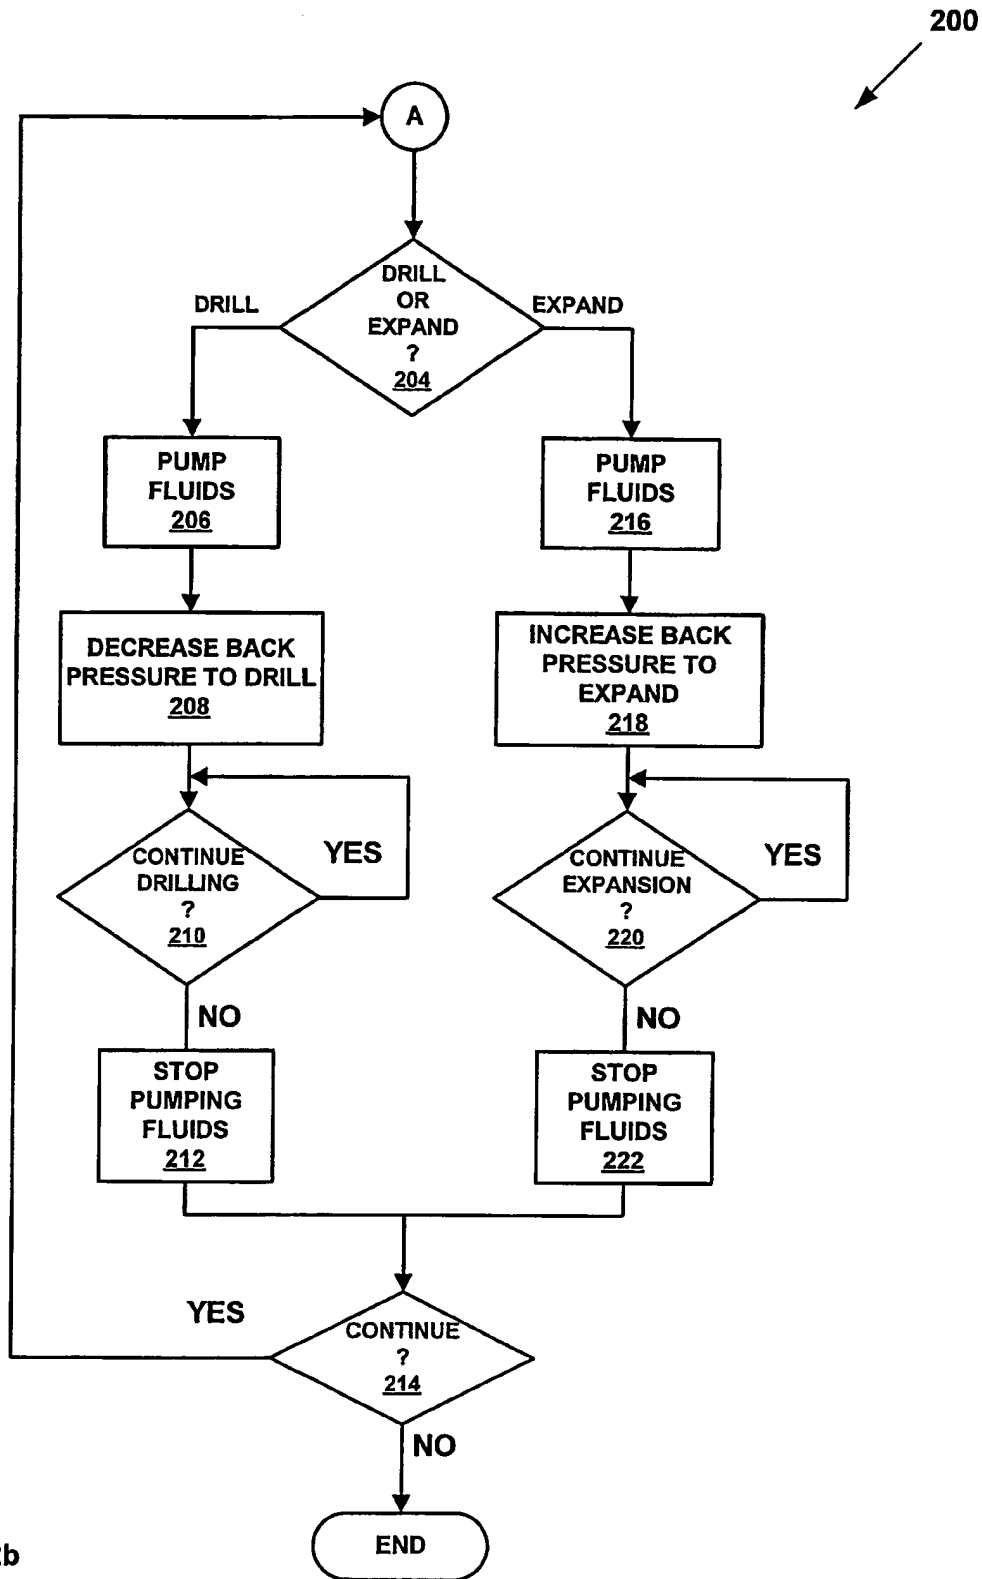 200
A
DRILL
OR
EXPAND
?
204
DRILL
EXPAND
PUMP
FLUIDS
206
PUMP
FLUIDS
216
DECREASE BACK
PRESSURE TO DRILL
208
INCREASE BACK
PRESSURE TO
EXPAND
218
CONTINUE
DRILLING
?
210
YES
CONTINUE
EXPANSION
?
220
YES
NO
NO
STOP
PUMPING
FLUIDS
212
STOP
PUMPING
FLUIDS
222
YES
CONTINUE
?
214
NO
END